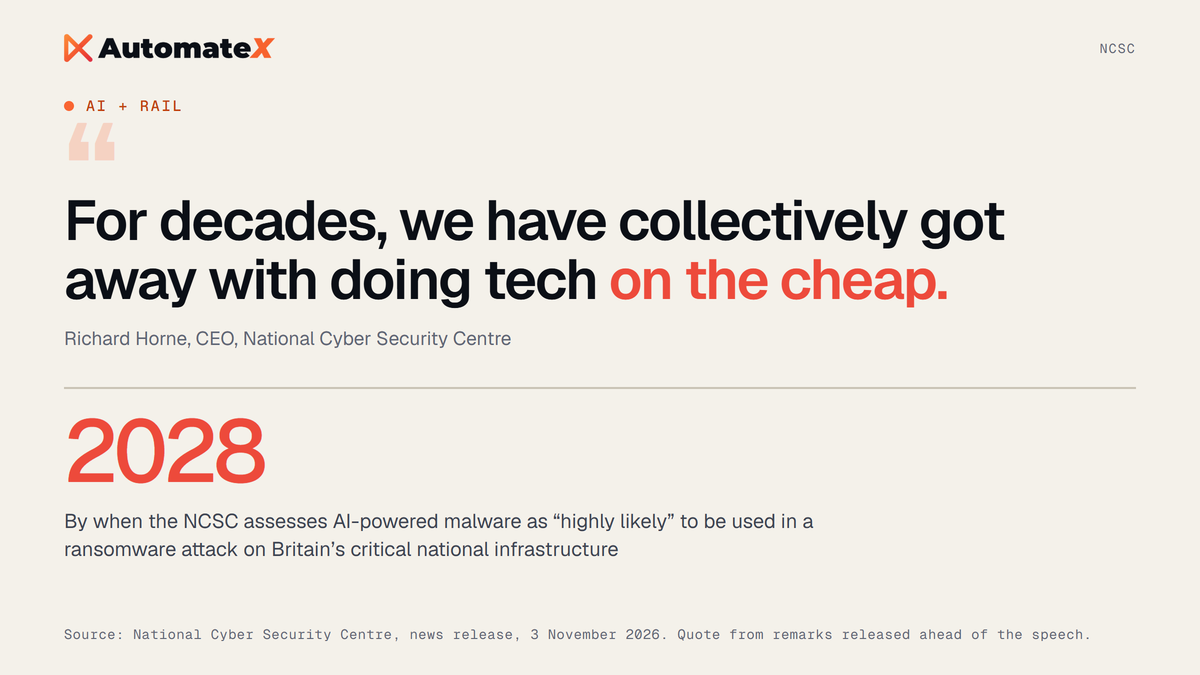 AutomateX
NCSC
AI + RAIL
“
For decades, we have collectively got
away with doing tech on the cheap.
Richard Horne, CEO, National Cyber Security Centre
2028
By when the NCSC assesses AI-powered malware as “highly likely” to be used in a
ransomware attack on Britain’s critical national infrastructure
Source: National Cyber Security Centre, news release, 3 November 2026. Quote from remarks released ahead of the speech.